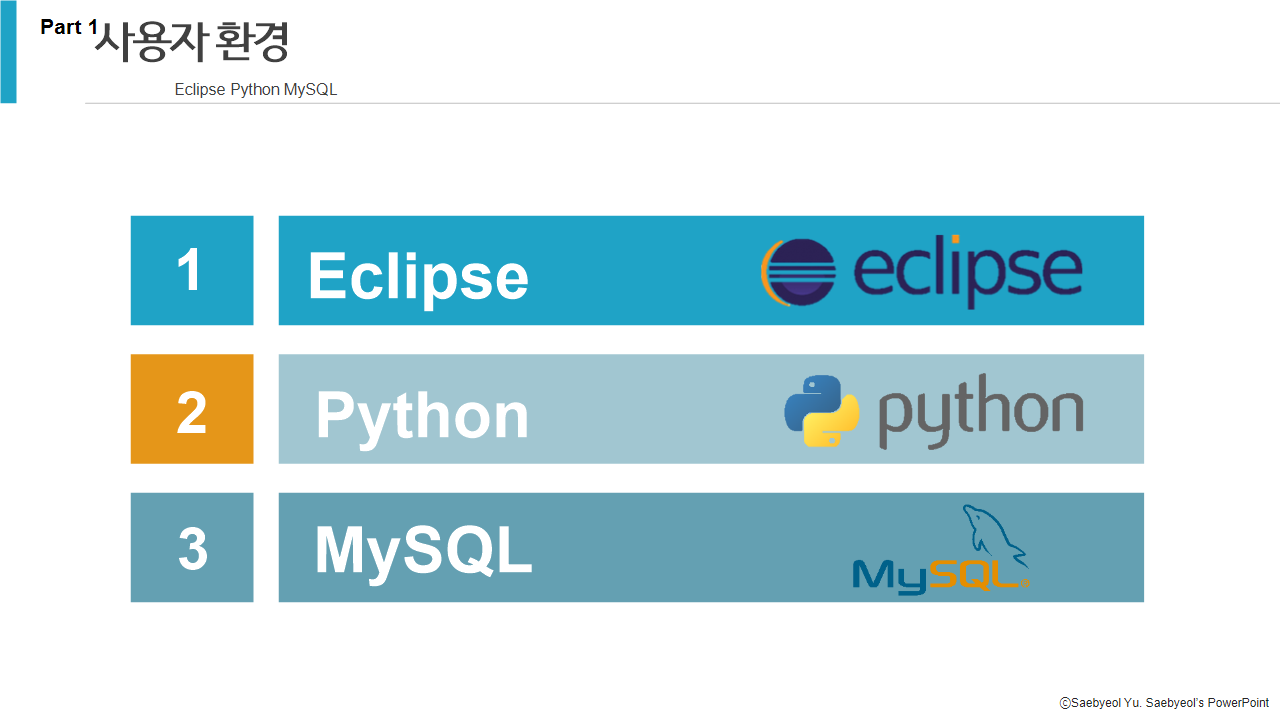 Part 1
사용자 환경
Eclipse Python MySQL
1
Eclipse
eclipse
2
Python
python
3
MySQL
MySQL
ⓒSaebyeol Yu. Saebyeol's PowerPoint